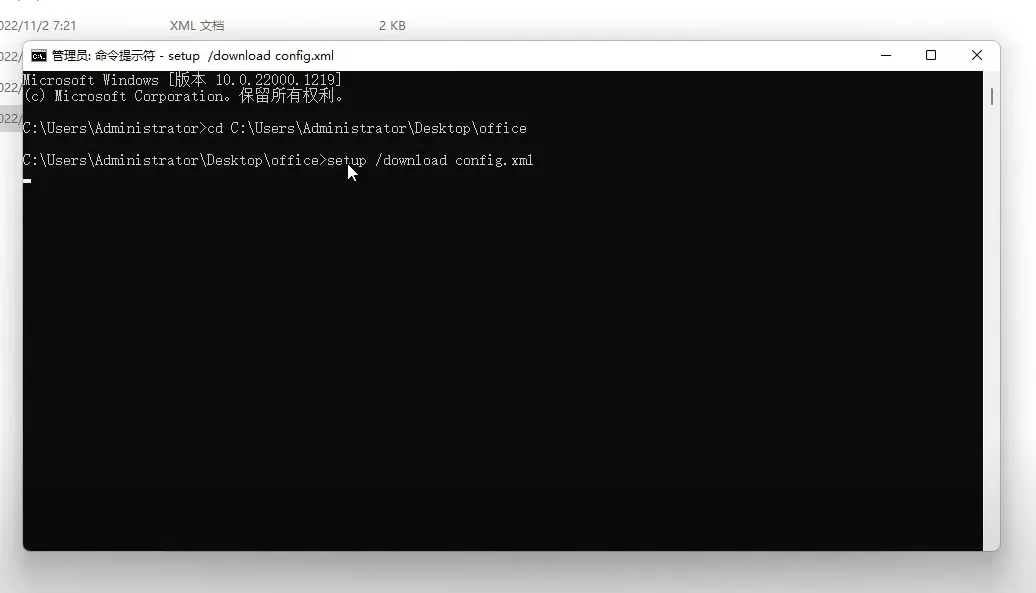 022/11/2 7:21 XML 文档 2 KB
管理员: 命令提示符 - setup  /download config.xml
022/
Microsoft Windows [版本 10.0.22000.1219]
022/
(c) Microsoft Corporation。保留所有权利。
022/
C:\Users\Administrator>cd C:\Users\Administrator\Desktop\office
C:\Users\Administrator\Desktop\office>setup /download config.xml